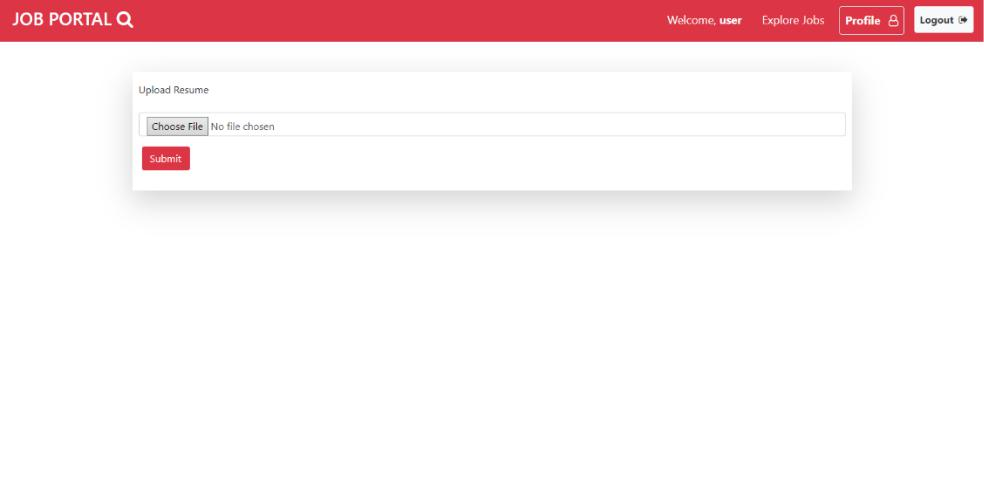 JOB PORTAL
Welcome, user Explore Jobs Profile Logout
Upload Resume
Choose File No file chosen
Submit